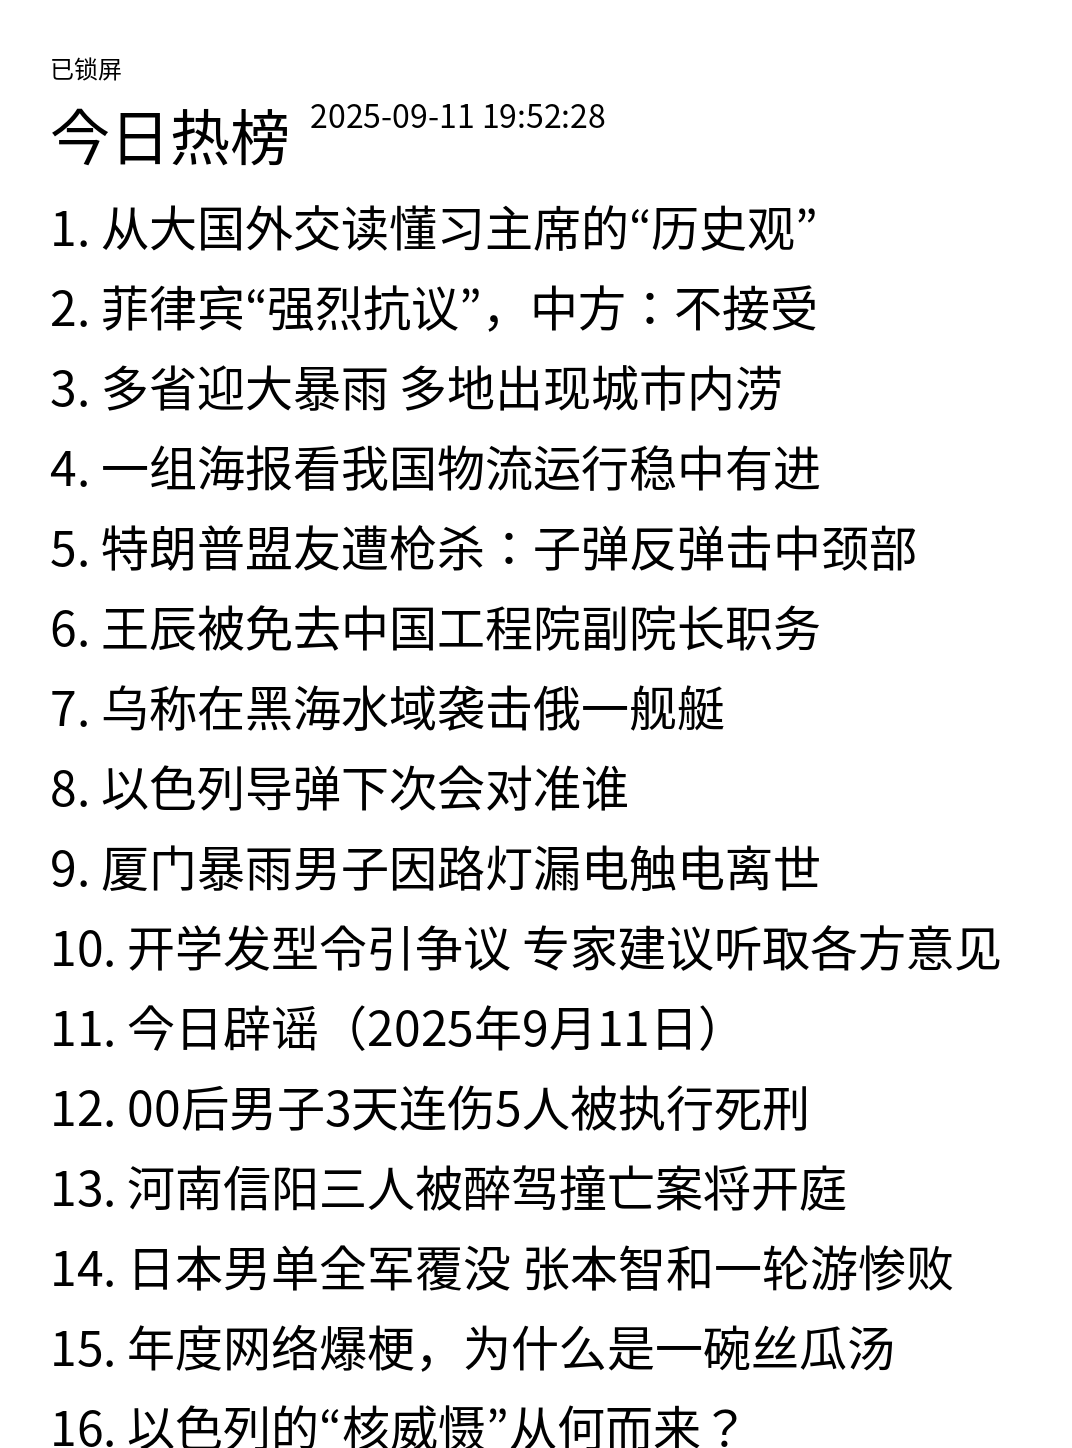 已锁屏
今日热榜 2025-09-11 19:52:28
1. 从大国外交读懂习主席的“历史观”
2. 菲律宾“强烈抗议”，中方：不接受
3. 多省迎大暴雨 多地出现城市内涝
4. 一组海报看我国物流运行稳中有进
5. 特朗普盟友遭枪杀：子弹反弹击中颈部
6. 王辰被免去中国工程院副院长职务
7. 乌称在黑海水域袭击俄一舰艇
8. 以色列导弹下次会对准谁
9. 厦门暴雨男子因路灯漏电触电离世
10. 开学发型令引争议 专家建议听取各方意见
11. 今日辟谣（2025年9月11日）
12. 00后男子3天连伤5人被执行死刑
13. 河南信阳三人被醉驾撞亡案将开庭
14. 日本男单全军覆没 张本智和一轮游惨败
15. 年度网络爆梗，为什么是一碗丝瓜汤
16. 以色列的“核威慑”从何而来？